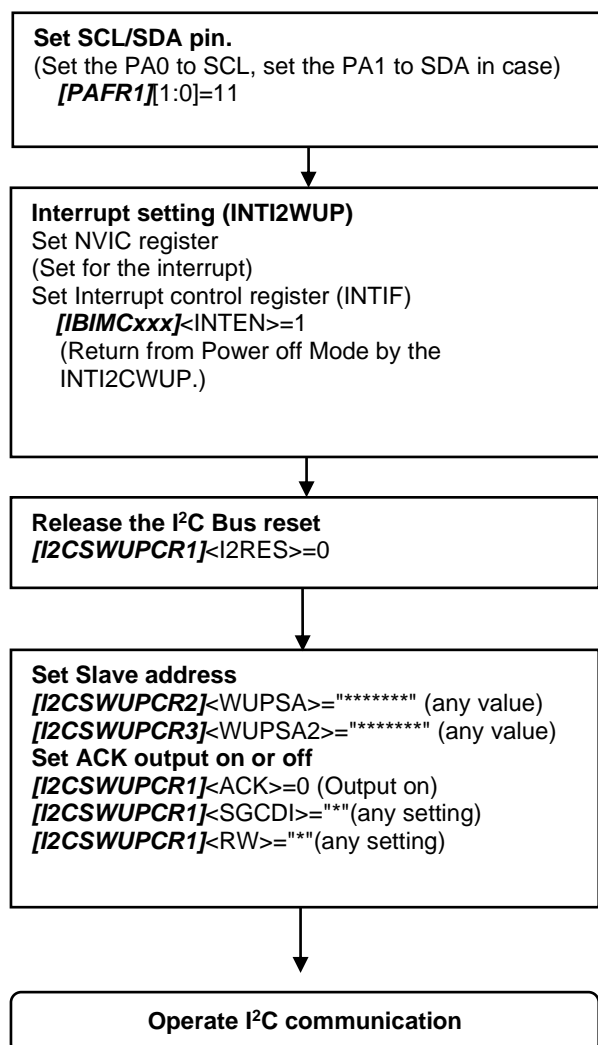 Set SCL/SDA pin.
(Set the PA0 to SCL, set the PA1 to SDA in case)
[PAFR1][1:0]=11
Interrupt setting (INTI2WUP)
Set NVIC register
(Set for the interrupt)
Set Interrupt control register (INTIF)
[IBIMCxxx]<INTEN>=1
(Return from Power off Mode by the
INTI2CWUP.)
Release the I²C Bus reset
[I2CSWUPCR1]<I2RES>=0
Set Slave address
[I2CSWUPCR2]<WUPSA>="*******" (any value)
[I2CSWUPCR3]<WUPSA2>="*******" (any value)
Set ACK output on or off
[I2CSWUPCR1]<ACK>=0 (Output on)
[I2CSWUPCR1]<SGCDI>="*"(any setting)
[I2CSWUPCR1]<RW>="*"(any setting)
Operate I²C communication